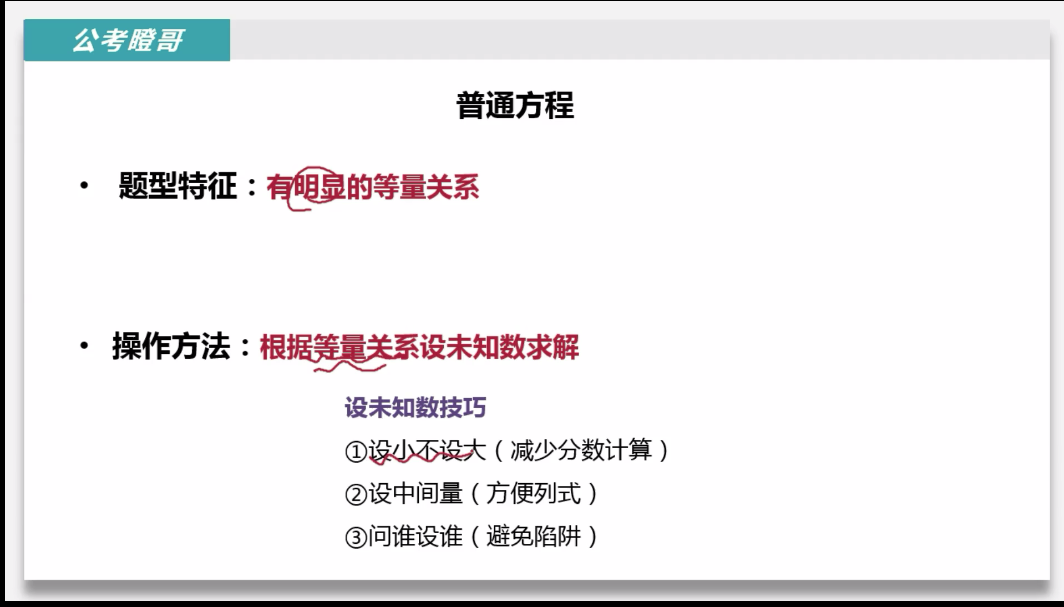 公考瞪哥
普通方程
• 题型特征：有明显的等量关系
• 操作方法：根据等量关系设未知数求解
设未知数技巧
①设小不设大（减少分数计算）
②设中间量（方便列式）
③问谁设谁（避免陷阱）